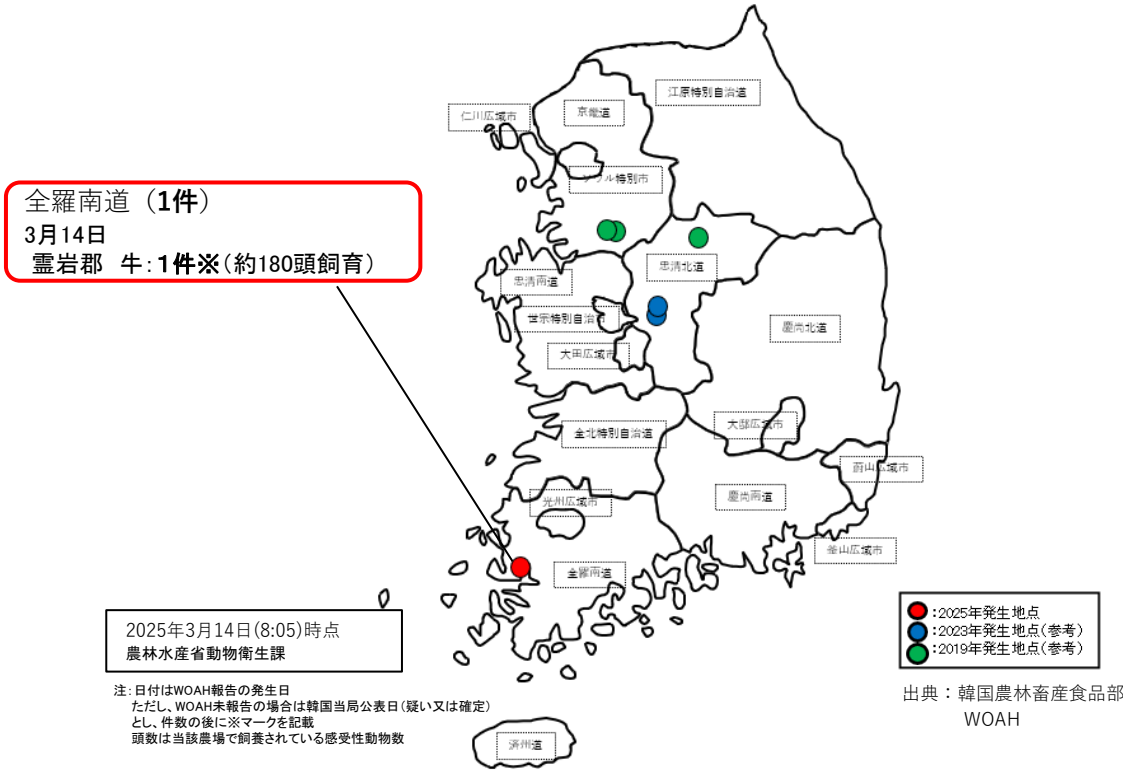 江原特別自治道
京畿道
仁川広域市
ソウル特別市
全羅南道（1件）
3月14日
霊岩郡　牛：1件※（約180頭飼育）
忠清北道
忠清南道
世宗特別自治市
慶尚北道
大田広域市
大邱広域市
全北特別自治道
蔚山広域市
慶尚南道
光州広域市
釜山広域市
全羅南道
2025年3月14日(8:05)時点
農林水産省動物衛生課
：2025年発生地点
：2023年発生地点(参考)
：2019年発生地点(参考)
注：日付はWOAH報告の発生日
ただし、WOAH未報告の場合は韓国当局公表日(疑い又は確定)
とし、件数の後に※マークを記載
頭数は当該農場で飼養されている感受性動物数
出典：韓国農林畜産食品部
WOAH
済州道